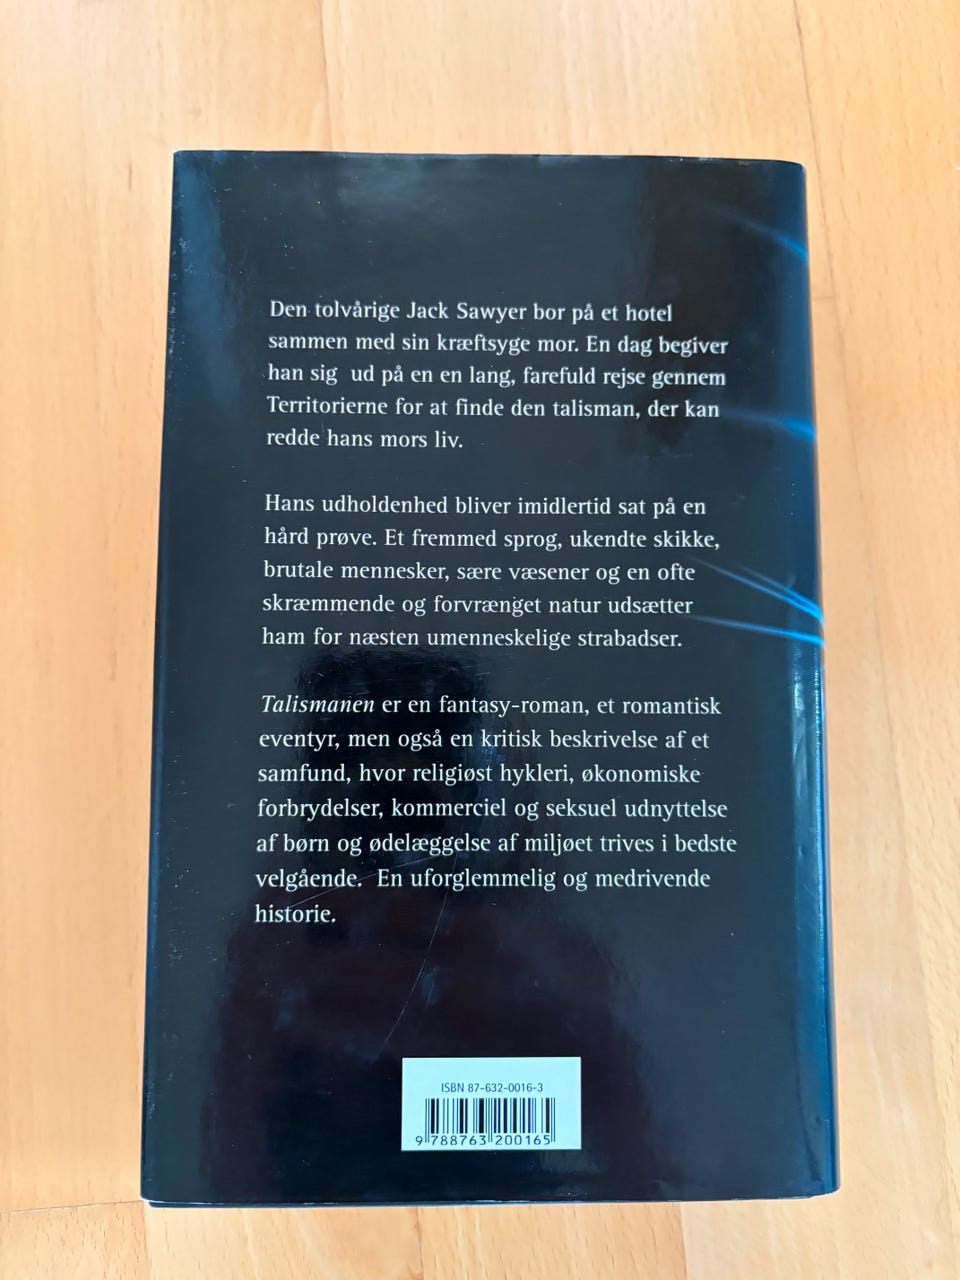 Den tolvårige Jack Sawyer bor på et hotel
sammen med sin kræftsyge mor. En dag begiver
han sig  ud på en en lang, farefuld rejse gennem
Territorierne for at finde den talisman, der kan
redde hans mors liv.
Hans udholdenhed bliver imidlertid sat på en
hård prøve. Et fremmed sprog, ukendte skikke,
brutale mennesker, sære væsener og en ofte
skræmmende og forvrænget natur udsætter
ham for næsten umenneskelige strabadser.
Talismanen er en fantasy-roman, et romantisk
eventyr, men også en kritisk beskrivelse af et
samfund, hvor religiøst hykleri, økonomiske
forbrydelser, kommerciel og seksuel udnyttelse
af børn og ødelæggelse af miljøet trives i bedste
velgående.  En uforglemmelig og medrivende
historie.
ISBN 87-632-0016-3
9 788763 200165